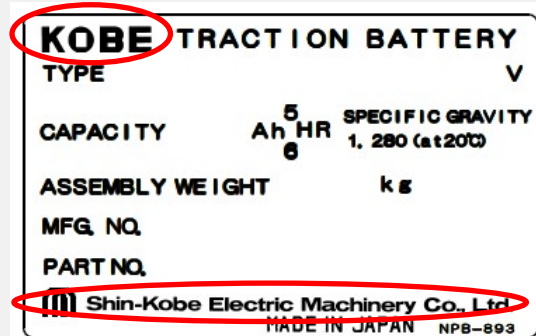 KOBE TRACTION BATTERY
TYPE V
CAPACITY Ah 5 6 HR SPECIFIC GRAVITY
1. 280 (at20℃)
ASSEMBLY WEIGHT kg
MFG. NO.
PART NO.
Shin-Kobe Electric Machinery Co., Ltd.
MADE IN JAPAN NPB-893